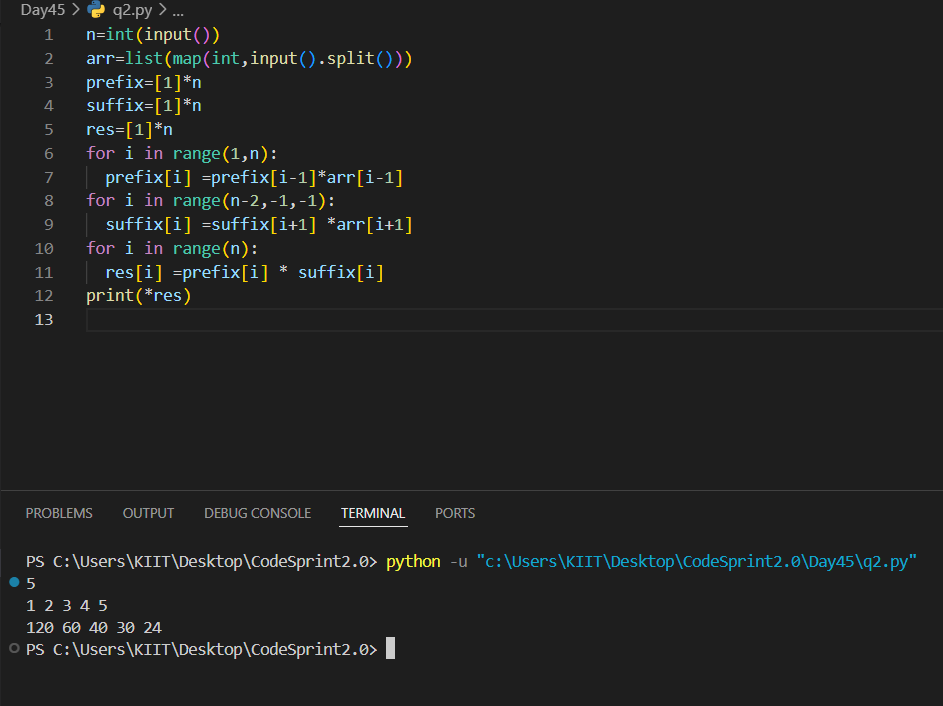 Day45 > q2.py > ...
1 n=int(input())
2 arr=list(map(int,input().split()))
3 prefix=[1]*n
4 suffix=[1]*n
5 res=[1]*n
6 for i in range(1,n):
7   prefix[i] =prefix[i-1]*arr[i-1]
8 for i in range(n-2,-1,-1):
9   suffix[i] =suffix[i+1] *arr[i+1]
10 for i in range(n):
11   res[i] =prefix[i] * suffix[i]
12 print(*res)
13
PROBLEMS OUTPUT DEBUG CONSOLE TERMINAL PORTS
PS C:\Users\KIIT\Desktop\CodeSprint2.0> python -u "c:\Users\KIIT\Desktop\CodeSprint2.0\Day45\q2.py"
5
1 2 3 4 5
120 60 40 30 24
PS C:\Users\KIIT\Desktop\CodeSprint2.0>